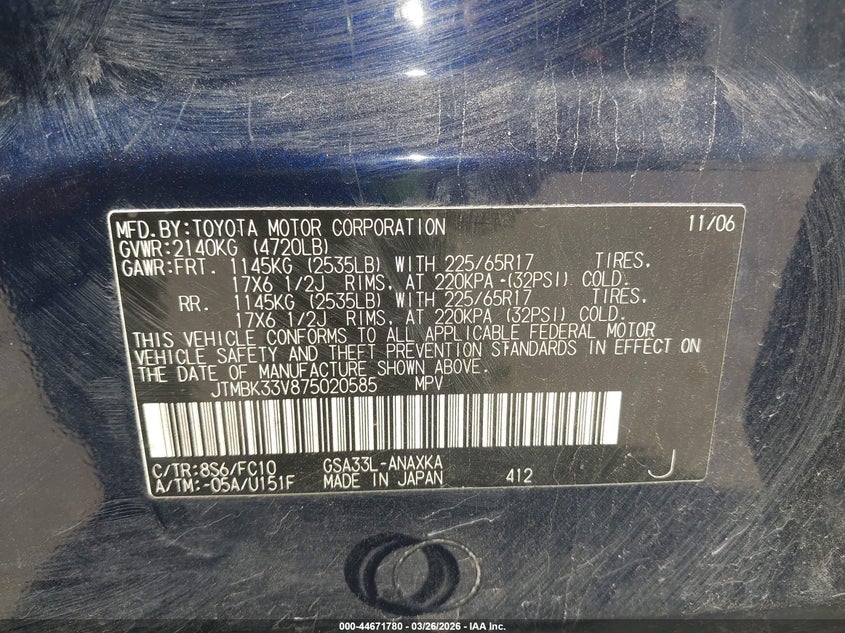 MFD.BY:TOYOTA MOTOR CORPORATION 11/06
GVWR:2140KG (4720LB)
GAWR:FRT. 1145KG (2535LB) WITH 225/65R17 TIRES,
17X6 1/2J RIMS, AT 220KPA-(32PSI) COLD.
RR. 1145KG (2535LB) WITH 225/65R17 TIRES,
17X6 1/2J RIMS, AT 220KPA (32PSI) COLD.
THIS VEHICLE CONFORMS TO ALL APPLICABLE FEDERAL MOTOR
VEHICLE SAFETY AND THEFT PREVENTION STANDARDS IN EFFECT ON
THE DATE OF MANUFACTURE SHOWN ABOVE.
JTMBK33V875020585 MPV
C/TR:8S6/FC10 GSA33L-ANAXKA
A/TM:-05A/U151F MADE IN JAPAN 412 J
000-44671780 - 03/26/2026 - IAA Inc.